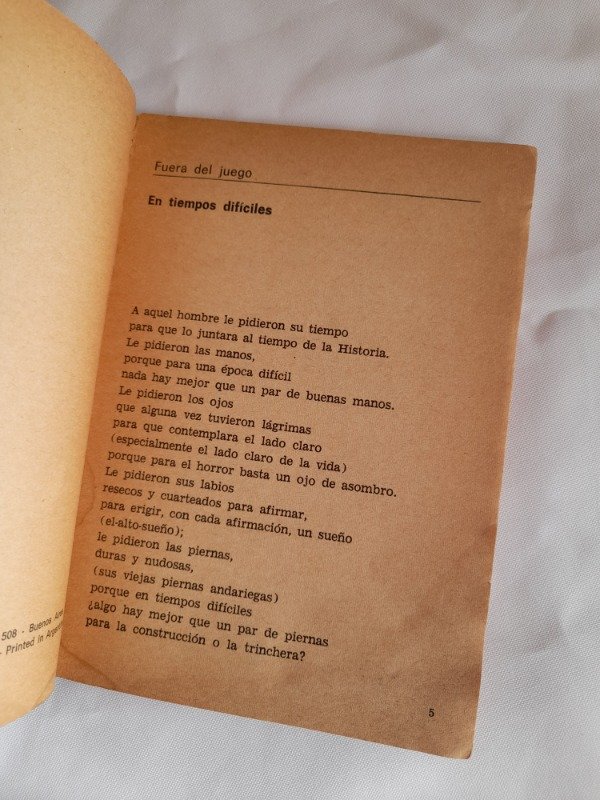 508 - Buenos Aires
- Printed in Argentina
Fuera del juego
En tiempos difíciles
A aquel hombre le pidieron su tiempo
para que lo juntara al tiempo de la Historia.
Le pidieron las manos,
porque para una época difícil
nada hay mejor que un par de buenas manos.
Le pidieron los ojos
que alguna vez tuvieron lágrimas
para que contemplara el lado claro
(especialmente el lado claro de la vida)
porque para el horror basta un ojo de asombro.
Le pidieron sus labios
resecos y cuarteados para afirmar,
para erigir, con cada afirmación, un sueño
(el-alto-sueño);
le pidieron las piernas,
duras y nudosas,
(sus viejas piernas andariegas)
porque en tiempos difíciles
¿algo hay mejor que un par de piernas
para la construcción o la trinchera?
5